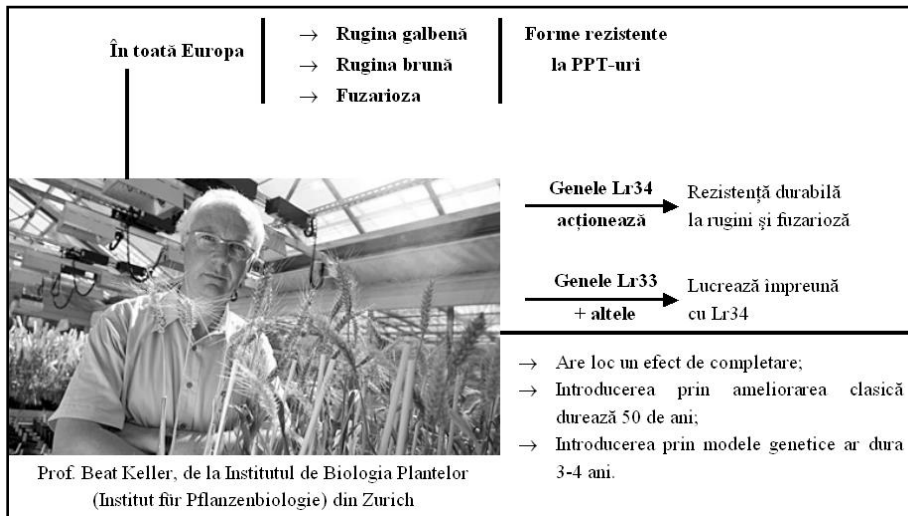 În toată Europa
→ Rugina galbenă
→ Rugina brună
→ Fuzarioza
Forme rezistente
la PPT-uri
Genele Lr34
acționează
Rezistență durabilă
la rugini şi fuzarioză
Genele Lr33
+ altele
Lucrează împreună
cu Lr34
→ Are loc un efect de completare;
→ Introducerea prin ameliorarea clasică
durează 50 de ani;
→ Introducerea prin modele genetice ar dura
3-4 ani.
Prof. Beat Keller, de la Institutul de Biologia Plantelor
(Institut für Pflanzenbiologie) din Zurich